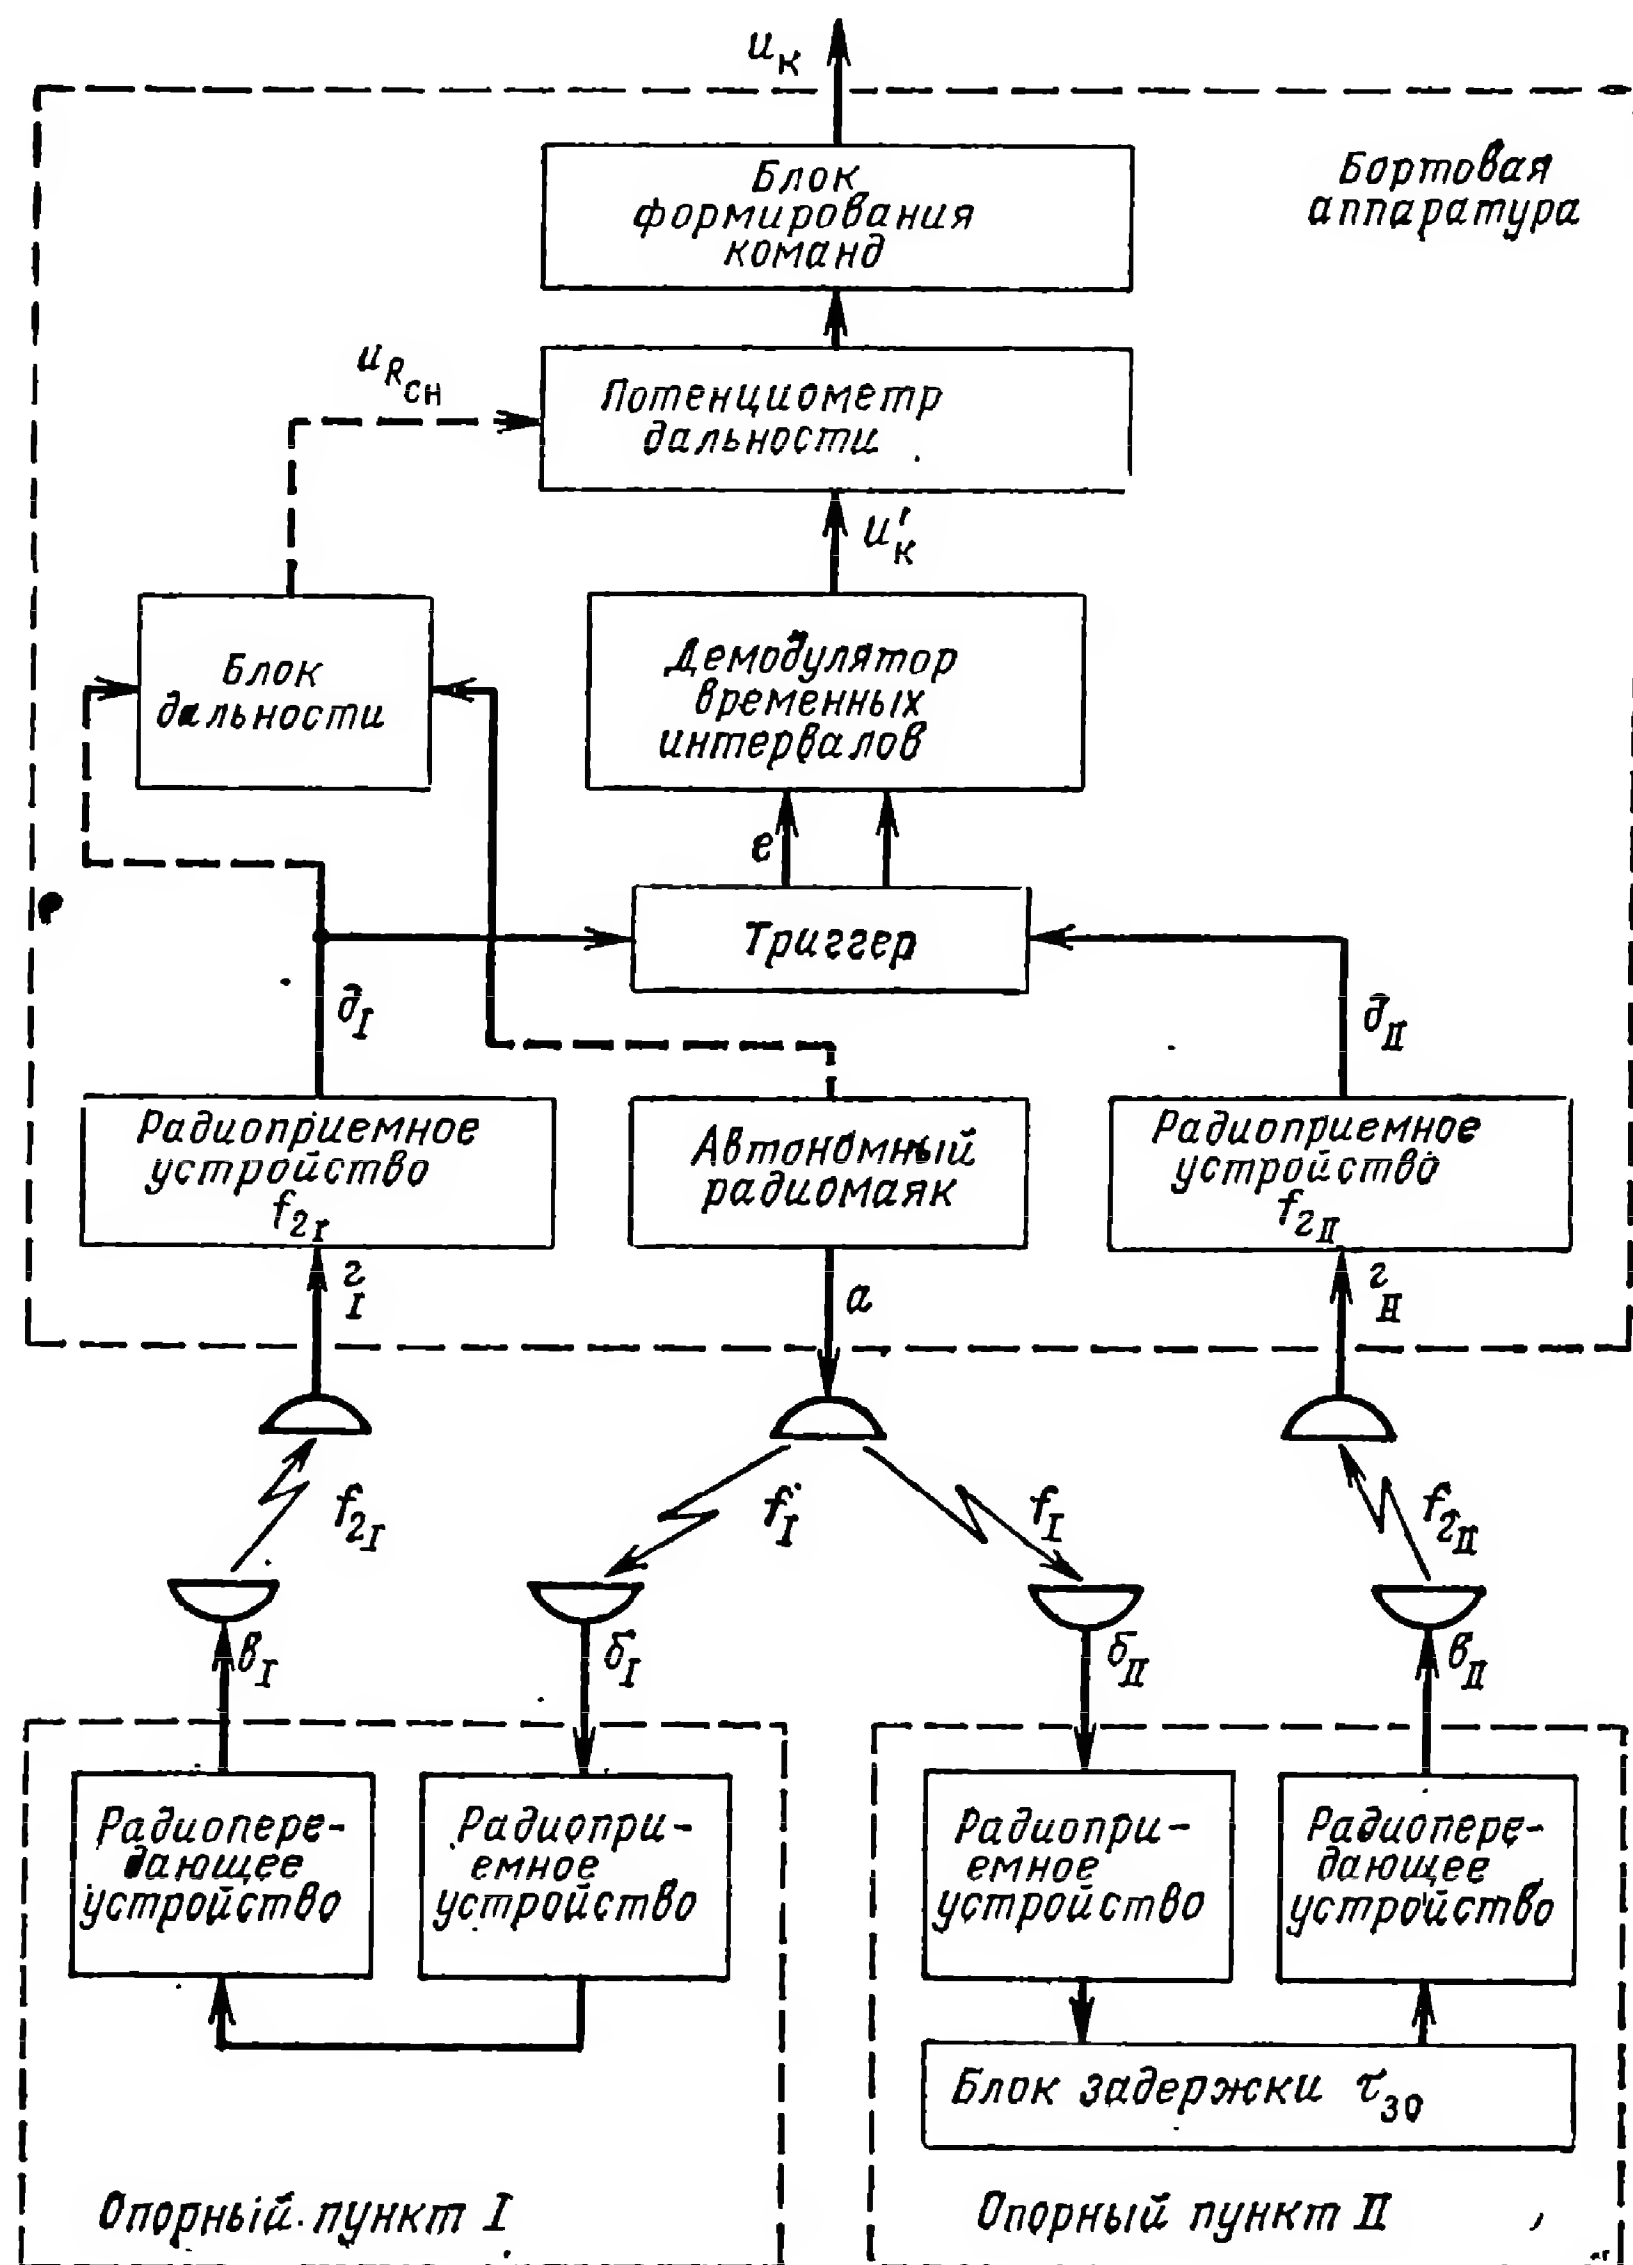 u_к
Блок
формирования
команд
Бортовая
аппаратура
u_Rсн
Потенциометр
дальности
u'_к
Блок
дальности
Демодулятор
временных
интервалов
е
Триггер
д_I
д_II
Радиоприемное
устройство
f_2I
Автономный
радиомаяк
Радиоприемное
устройство
f_2II
г_I
а
г_II
f_2I
f_I
f_I
f_2II
в_I
б_I
б_II
в_II
Радиопере-
дающее
устройство
Радиопри-
емное
устройство
Радиопри-
емное
устройство
Радиопере-
дающее
устройство
Блок задержки τ_зо
Опорный пункт I
Опорный пункт II